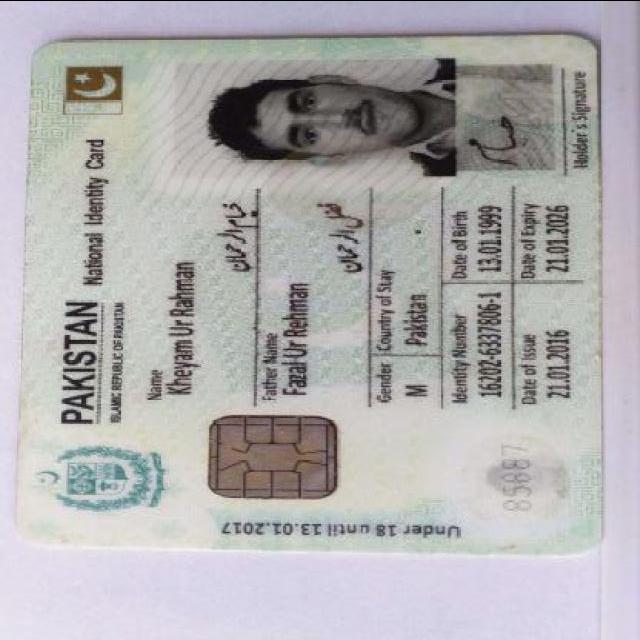 PAKISTAN
National Identity Card
ISLAMIC REPUBLIC OF PAKISTAN
Name
Kheyam Ur Rahman
خیام الرحمان
Father Name
Fazal Ur Rehman
فضل الرحمان
Gender
Country of Stay
M
Pakistan
Identity Number
Date of Birth
16202-6337806-1
13.01.1999
Date of Issue
Date of Expiry
21.01.2016
21.01.2026
Holder's Signature
85887
Under 18 until 13.01.2017